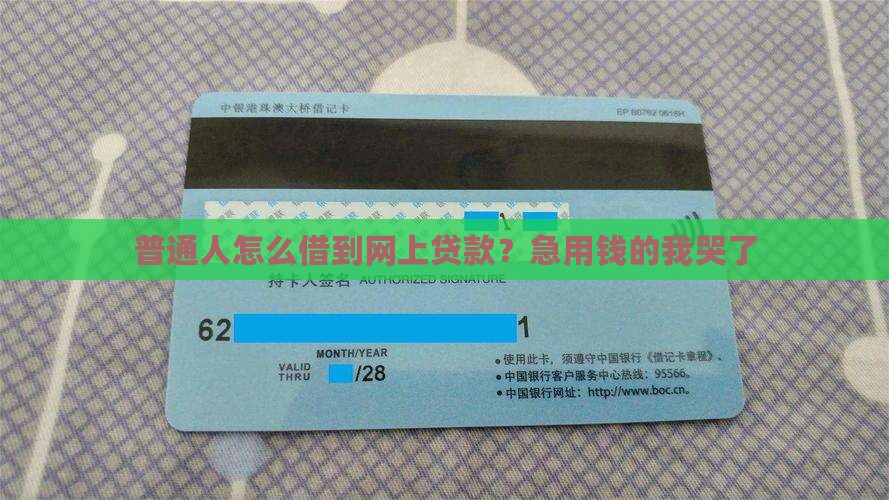 中银港珠澳大桥借记卡
EP B0762 0618H
1
普通人怎么借到网上贷款？急用钱的我哭了
持卡人签名 AUTHORIZED SIGNATURE
62 1
MONTH/YEAR
VALID THRU /28
•使用此卡，须遵守中国银行《借记卡章程》。
•中国银行客户服务中心热线：95566。
•中国银行网址：http://www.boc.cn。